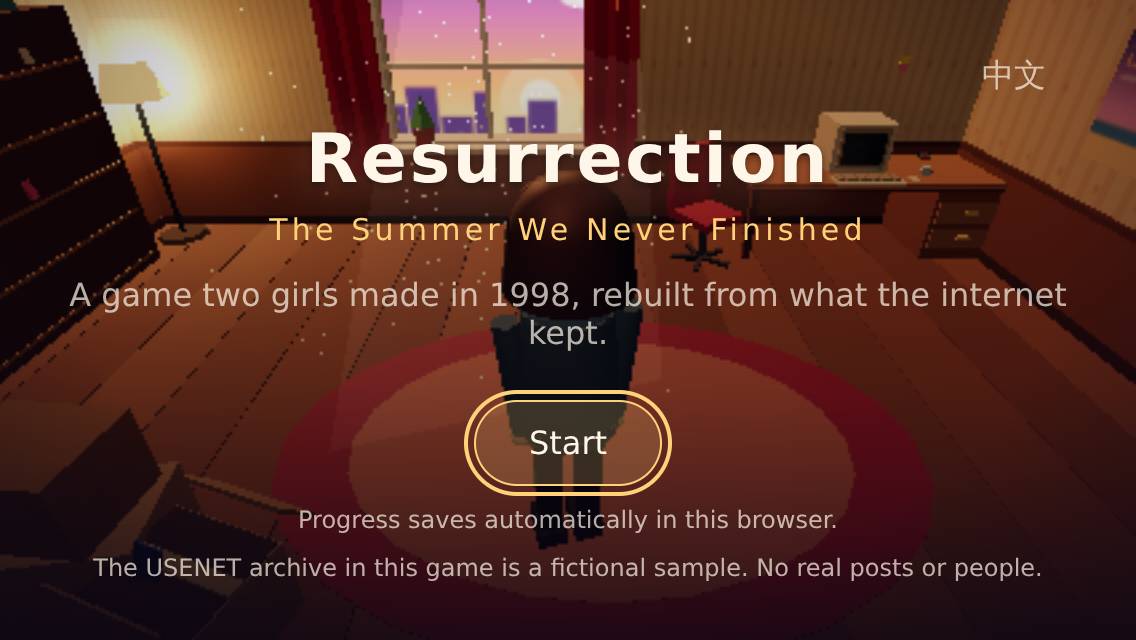 中文
Resurrection
The Summer We Never Finished
A game two girls made in 1998, rebuilt from what the internet
kept.
Start
Progress saves automatically in this browser.
The USENET archive in this game is a fictional sample. No real posts or people.